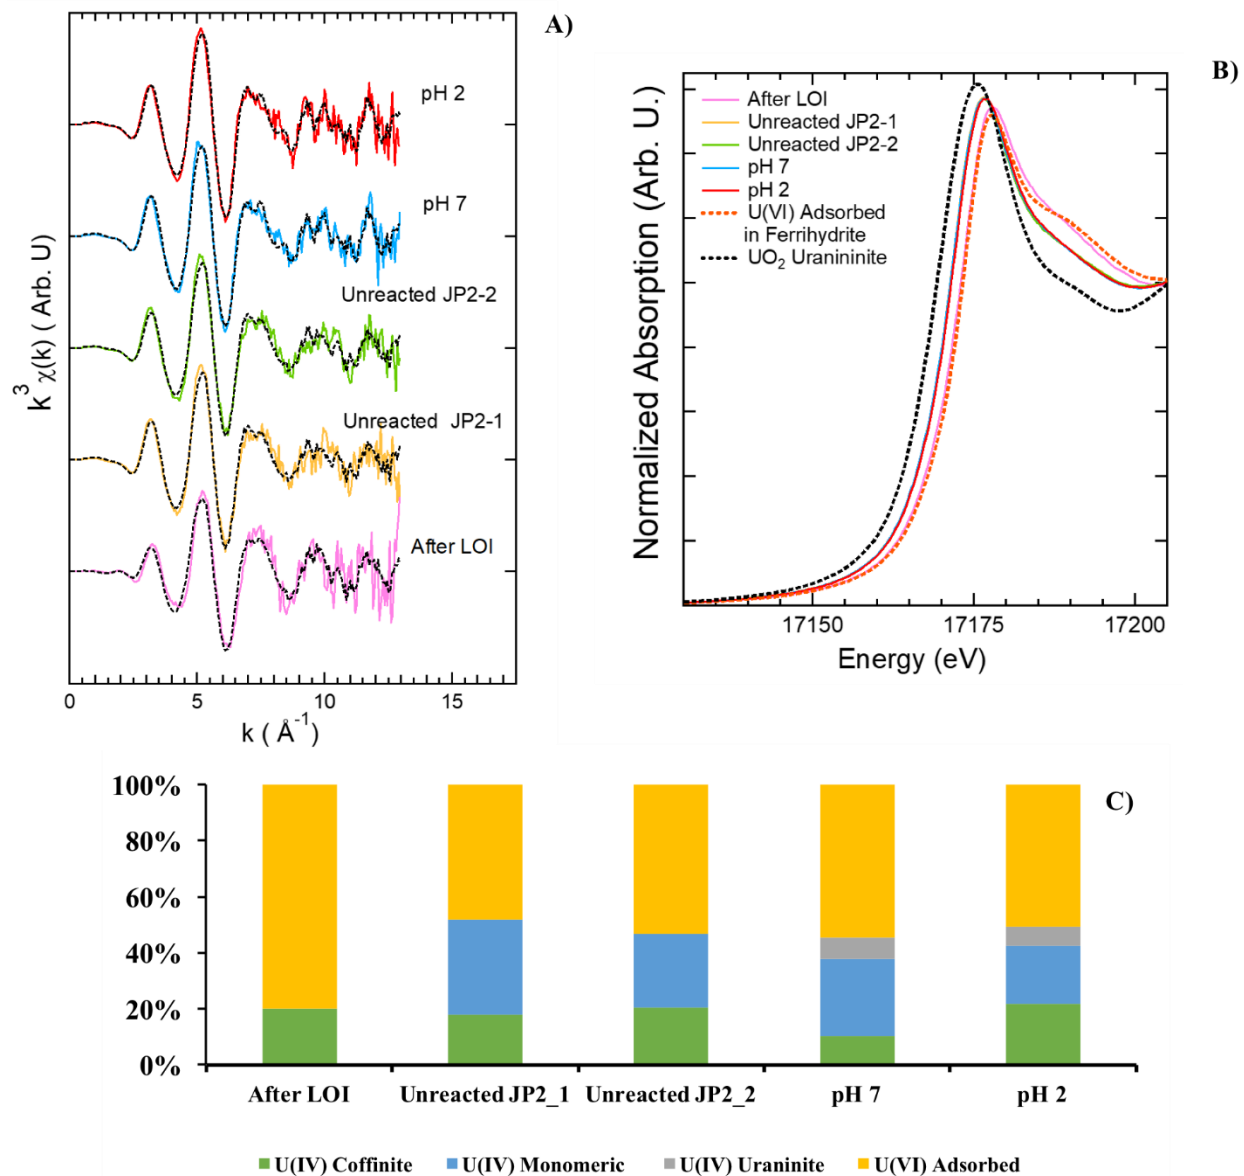 A)
pH 2
pH 7
Unreacted JP2-2
Unreacted JP2-1
After LOI
k³ χ(k) ( Arb. U)
0 5 10 15
k ( Å⁻¹)
B)
After LOI
Unreacted JP2-1
Unreacted JP2-2
pH 7
pH 2
U(VI) Adsorbed
in Ferrihydrite
UO₂ Uranininite
Normalized Absorption (Arb. U.)
17150 17175 17200
Energy (eV)
C)
100%
80%
60%
40%
20%
0%
After LOI Unreacted JP2_1 Unreacted JP2_2 pH 7 pH 2
U(IV) Coffinite U(IV) Monomeric U(IV) Uraninite U(VI) Adsorbed